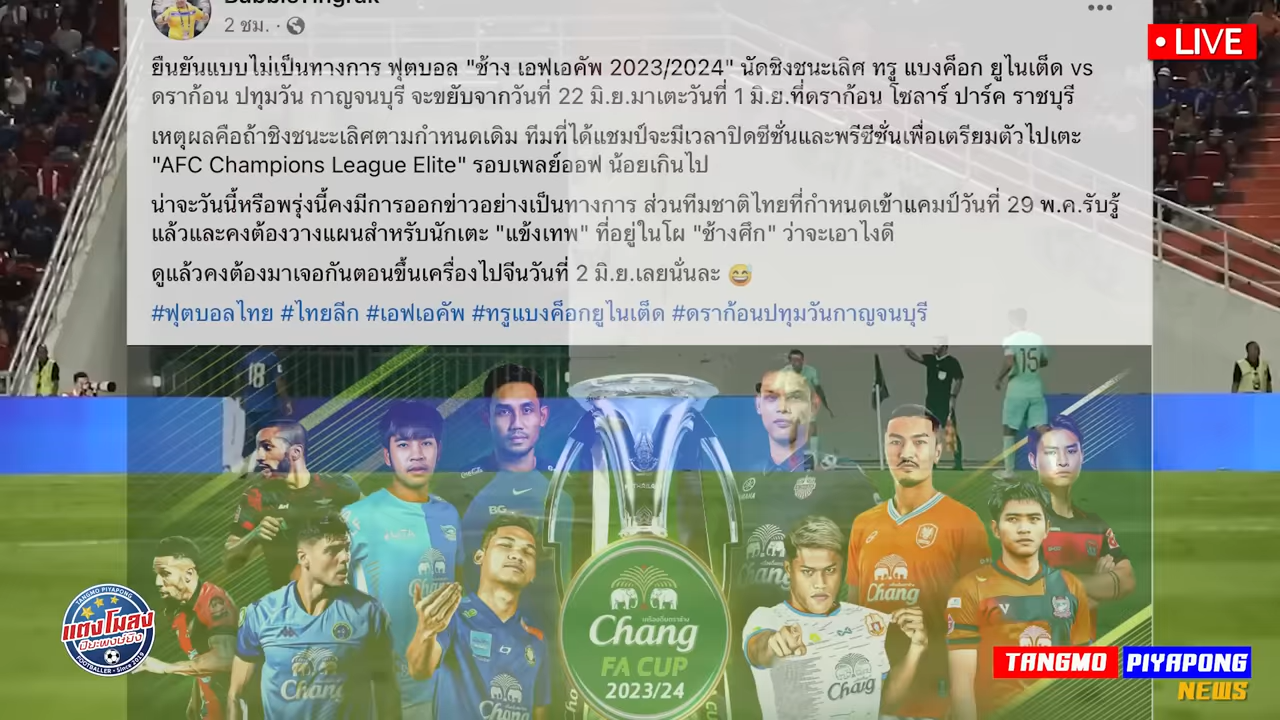 2 ชม.
LIVE
ยืนยันแบบไม่เป็นทางการ ฟุตบอล "ช้าง เอฟเอคัพ 2023/2024" นัดชิงชนะเลิศ ทรู แบงค็อก ยูไนเต็ด vs
ดราก้อน ปทุมวัน กาญจนบุรี จะขยับจากวันที่ 22 มิ.ย.มาเตะวันที่ 1 มิ.ย.ที่ดราก้อน โซลาร์ ปาร์ค ราชบุรี
เหตุผลคือถ้าชิงชนะะเลิศตามกำหนดเดิม ทีมที่ได้แชมป์จะมีเวลาปิดซีซั่นและพรีซีซั่นเพื่อเตรียมตัวไปเตะ
"AFC Champions League Elite" รอบเพลย์ออฟ น้อยเกินไป
น่าจะวันนี้หรือพรุ่งนี้คงมีการออกข่าวอย่างเป็นทางการ ส่วนทีมชาติไทยที่กำหนดเข้าแคมป์วันที่ 29 พ.ค.รับรู้
แล้วและคงต้องวางแผนสำหรับนักเตะ "แข้งเทพ" ที่อยู่ในโผ "ช้างศึก" ว่าจะเอาไงดี
ดูแล้วคงต้องมาเจอกันตอนขึ้นเครื่องไปจีนวันที่ 2 มิ.ย.เลยนั่นละ 😅
#ฟุตบอลไทย #ไทยลีก #เอฟเอคัพ #ทรูแบงค็อกยูไนเต็ด #ดราก้อนปทุมวันกาญจนบุรี
18
15
BG
Chang
Chang
Chang
Chang
Chang
Chang
FA CUP
2023/24
TANGMO PIYAPONG
แตงโมลง
ปิยะพงษ์ยิง
FOOTBALLER • Since 2018
TANGMO PIYAPONG
NEWS